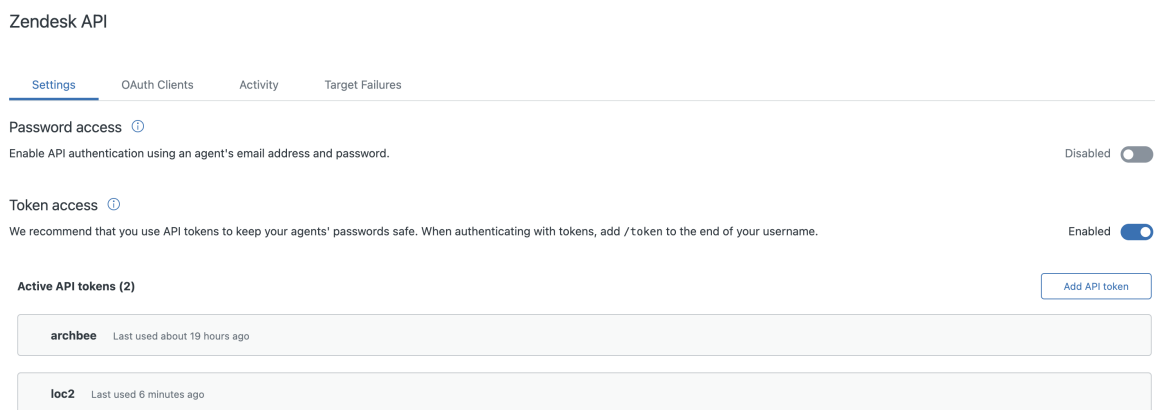 Zendesk API
Settings OAuth Clients Activity Target Failures
Password access
Enable API authentication using an agent's email address and password. Disabled
Token access
We recommend that you use API tokens to keep your agents' passwords safe. When authenticating with tokens, add /token to the end of your username. Enabled
Active API tokens (2) Add API token
archbee Last used about 19 hours ago
loc2 Last used 6 minutes ago